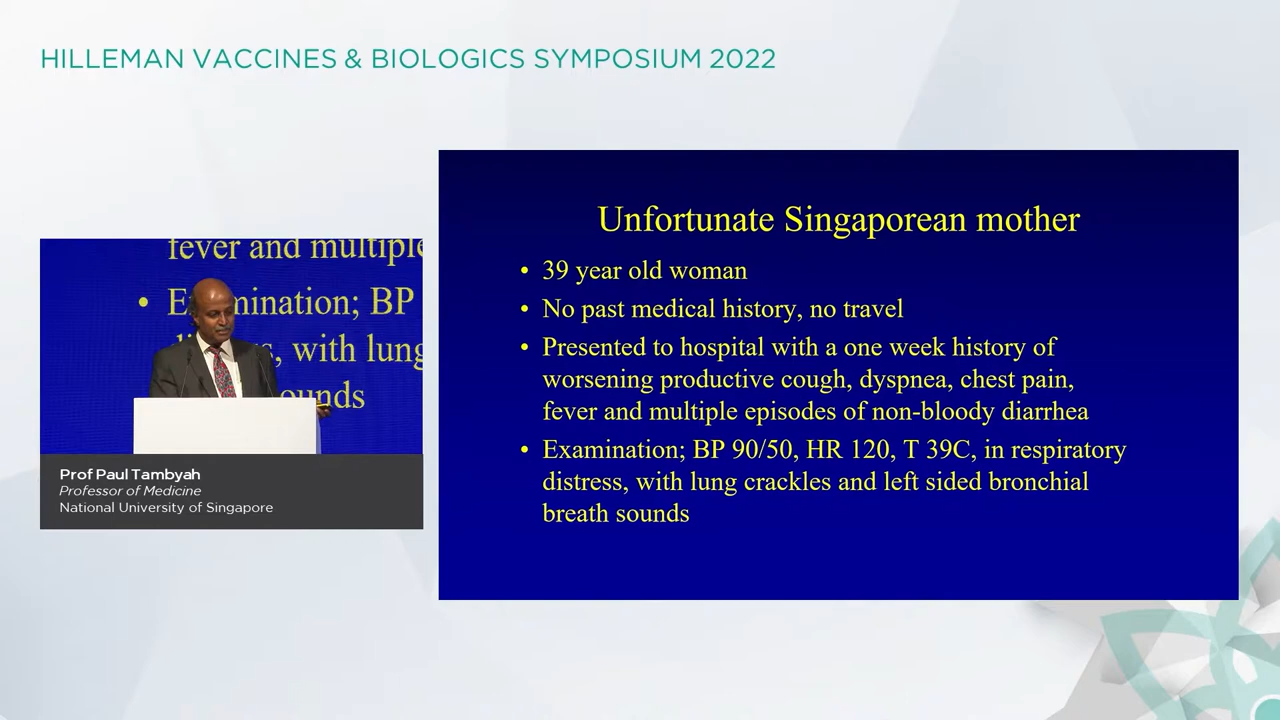 HILLEMAN VACCINES & BIOLOGICS SYMPOSIUM 2022
Unfortunate Singaporean mother
• 39 year old woman
• No past medical history, no travel
• Presented to hospital with a one week history of
worsening productive cough, dyspnea, chest pain,
fever and multiple episodes of non-bloody diarrhea
• Examination; BP 90/50, HR 120, T 39C, in respiratory
distress, with lung crackles and left sided bronchial
breath sounds
fever and multiple
• Examination; BP
, with lung
Prof Paul Tambyah
Professor of Medicine
National University of Singapore